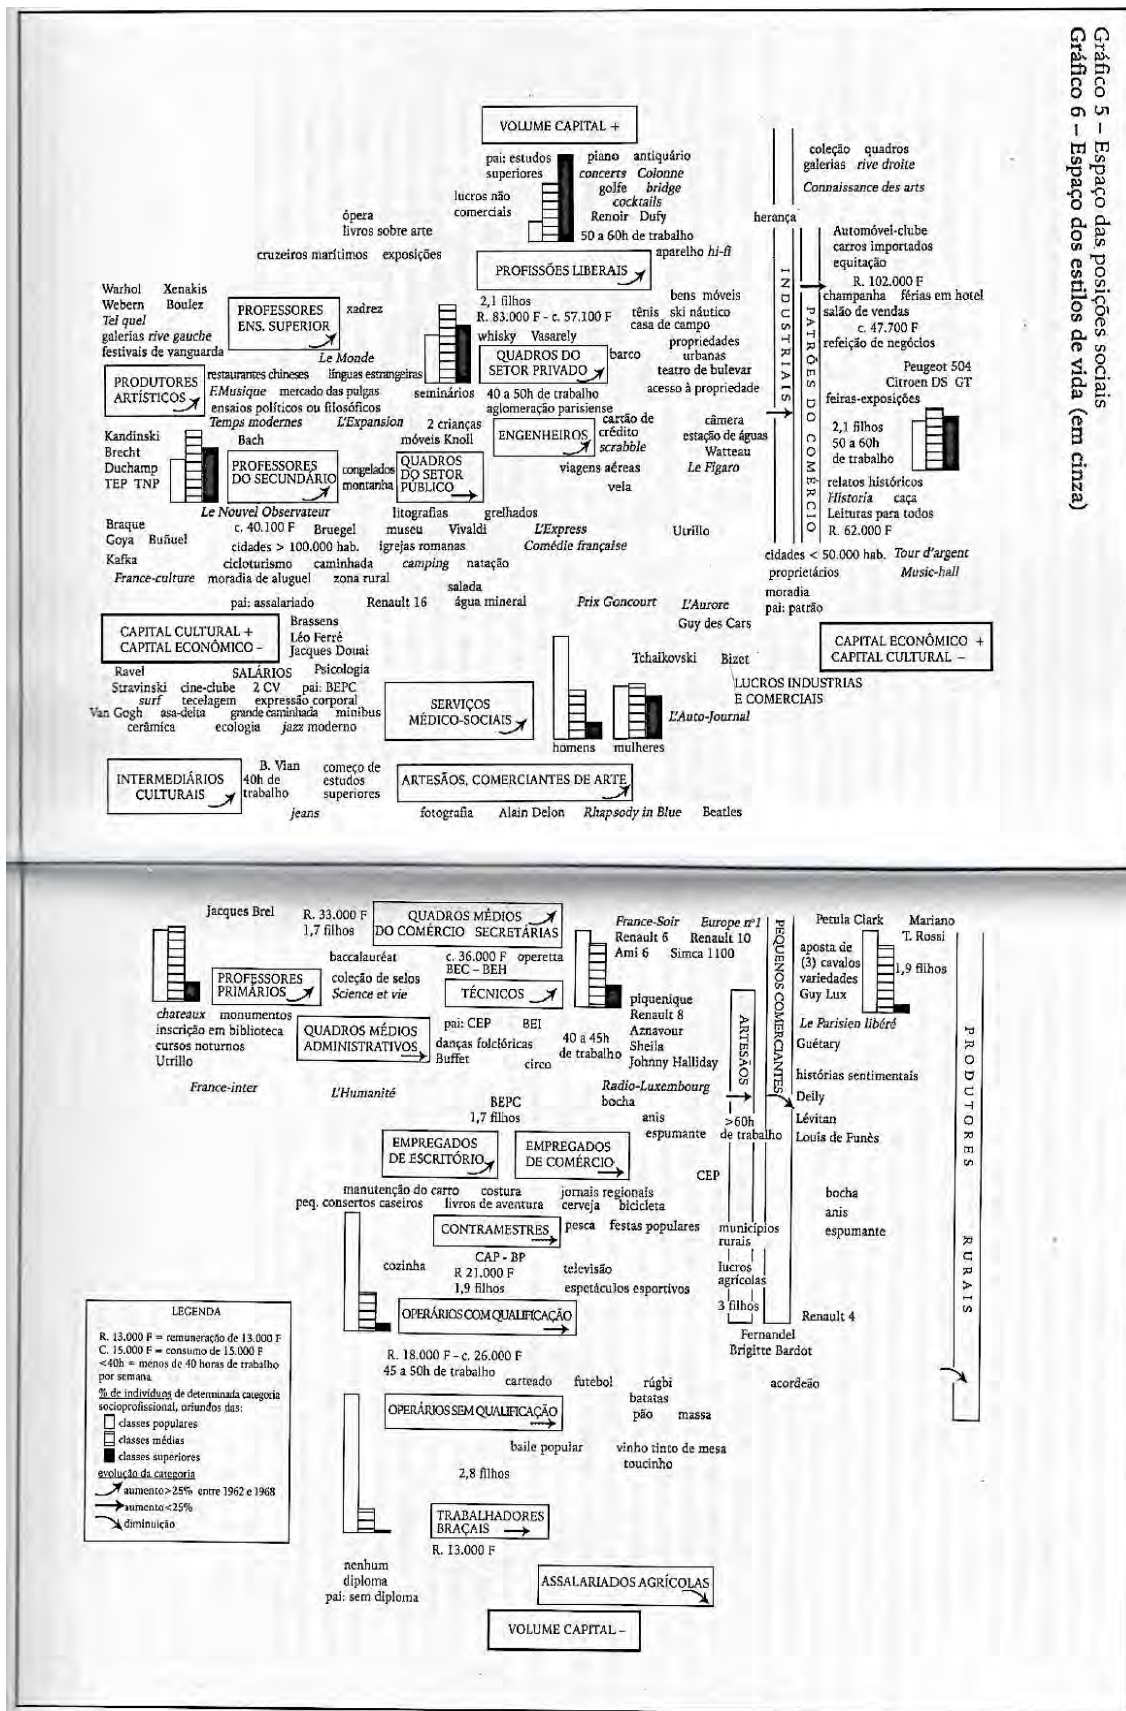 Gráfico 5 – Espaço das posições sociais
Gráfico 6 – Espaço dos estilos de vida (em cinza)
VOLUME CAPITAL +
pai: estudos
superiores
piano antiquário
concerts Colonne
golfe bridge
cocktails
Renoir Dufy
50 a 60h de trabalho
aparelho hi-fi
lucros não
comerciais
ópera
livros sobre arte
cruzeiros marítimos exposições
coleção quadros
galerias rive droite
Connaissance des arts
herança
Automóvel-clube
carros importados
equitação
R. 102.000 F
champanha férias em hotel
salão de vendas
c. 47.700 F
refeição de negócios
INDUSTRIAIS
PATRÕES DO COMÉRCIO
PROFISSÕES LIBERAIS
2,1 filhos
R. 83.000 F - c. 57.100 F
whisky Vasarely
Warhol Xenakis
Webern Boulez
Tel quel
galerias rive gauche
festivais de vanguarda
PROFESSORES
ENS. SUPERIOR
xadrez
Le Monde
bens móveis
tênis ski náutico
casa de campo
propriedades
urbanas
teatro de bulevar
acesso à propriedade
QUADROS DO
SETOR PRIVADO
barco
PRODUTORES
ARTÍSTICOS
restaurantes chineses línguas estrangeiras
F.Musique mercado das pulgas
ensaios políticos ou filosóficos
Temps modernes L'Expansion
seminários
40 a 50h de trabalho
aglomeração parisiense
Peugeot 504
Citroen DS GT
feiras-exposições
2,1 filhos
50 a 60h
de trabalho
relatos históricos
Historia caça
Leituras para todos
R. 62.000 F
Kandinski
Brecht
Duchamp
TEP TNP
Bach
PROFESSORES
DO SECUNDÁRIO
congelados
montanha
2 crianças
móveis Knoll
QUADROS
DO SETOR
PÚBLICO
ENGENHEIROS
cartão de
crédito
scrabble
viagens aéreas
vela
câmera
estação de águas
Watteau
Le Figaro
Le Nouvel Observateur
litografias grelhados
Braque
Goya Buñuel
Kafka
c. 40.100 F Bruegel museu Vivaldi L'Express Utrillo
cidades > 100.000 hab. igrejas romanas Comédie française
cicloturismo caminhada camping natação
France-culture moradia de aluguel zona rural
salada
pai: assalariado Renault 16 água mineral Prix Goncourt L'Aurore
Guy des Cars
cidades < 50.000 hab. Tour d'argent
proprietários Music-hall
moradia
pai: patrão
CAPITAL CULTURAL +
CAPITAL ECONÔMICO –
Brassens
Léo Ferré
Jacques Douai
CAPITAL ECONÔMICO +
CAPITAL CULTURAL –
Tchaikovski Bizet
LUCROS INDUSTRIAS
E COMERCIAIS
L'Auto-Journal
Ravel SALÁRIOS Psicologia
Stravinski cine-clube 2 CV pai: BEPC
surf tecelagem expressão corporal
Van Gogh asa-delta grande caminhada minibus
cerâmica ecologia jazz moderno
SERVIÇOS
MÉDICO-SOCIAIS
homens mulheres
INTERMEDIÁRIOS
CULTURAIS
B. Vian
40h de
trabalho
começo de
estudos
superiores
ARTESÃOS, COMERCIANTES DE ARTE
jeans
fotografia Alain Delon Rhapsody in Blue Beatles
Jacques Brel
R. 33.000 F
1,7 filhos
QUADROS MÉDIOS
DO COMÉRCIO SECRETÁRIAS
baccalauréat
c. 36.000 F operetta
BEC – BEH
France-Soir Europe nº1
Renault 6 Renault 10
Ami 6 Simca 1100
PEQUENOS COMERCIANTES
Petula Clark Mariano
T. Rossi
aposta de
(3) cavalos
variedades
Guy Lux
1,9 filhos
Le Parisien libéré
Guétary
histórias sentimentais
Deily
Lévitan
Louis de Funès
PRODUTORES RURAIS
PROFESSORES
PRIMÁRIOS
coleção de selos
Science et vie
TÉCNICOS
chateaux monumentos
inscrição em biblioteca
cursos noturnos
Utrillo
QUADROS MÉDIOS
ADMINISTRATIVOS
pai: CEP BEI
danças folclóricas
Buffet circo
40 a 45h
de trabalho
piquenique
Renault 8
Aznavour
Sheila
Johnny Halliday
ARTESÃOS
France-inter L'Humanité
Radio-Luxembourg
bocha
anis
espumante
>60h
de trabalho
BEPC
1,7 filhos
EMPREGADOS
DE ESCRITÓRIO
EMPREGADOS
DE COMÉRCIO
CEP
manutenção do carro costura jornais regionais
peq. consertos caseiros livros de aventura cerveja bicicleta
bocha
anis
espumante
CONTRAMESTRES
pesca festas populares
municípios
rurais
lucros
agrícolas
3 filhos
cozinha
CAP - BP
R 21.000 F
1,9 filhos
televisão
espetáculos esportivos
OPERÁRIOS COM QUALIFICAÇÃO
Renault 4
Fernandel
Brigitte Bardot
R. 18.000 F – c. 26.000 F
45 a 50h de trabalho
carteado futebol rúgbi
batatas
pão massa
acordeão
OPERÁRIOS SEM QUALIFICAÇÃO
baile popular vinho tinto de mesa
toucinho
2,8 filhos
TRABALHADORES
BRAÇAIS
R. 13.000 F
nenhum
diploma
pai: sem diploma
ASSALARIADOS AGRÍCOLAS
VOLUME CAPITAL –
LEGENDA
R. 13.000 F = remuneração de 13.000 F
C. 15.000 F = consumo de 15.000 F
<40h = menos de 40 horas de trabalho
por semana
% de indivíduos de determinada categoria
socioprofissional, oriundos das:
classes populares
classes médias
classes superiores
evolução da categoria
aumento>25% entre 1962 e 1968
aumento<25%
diminuição